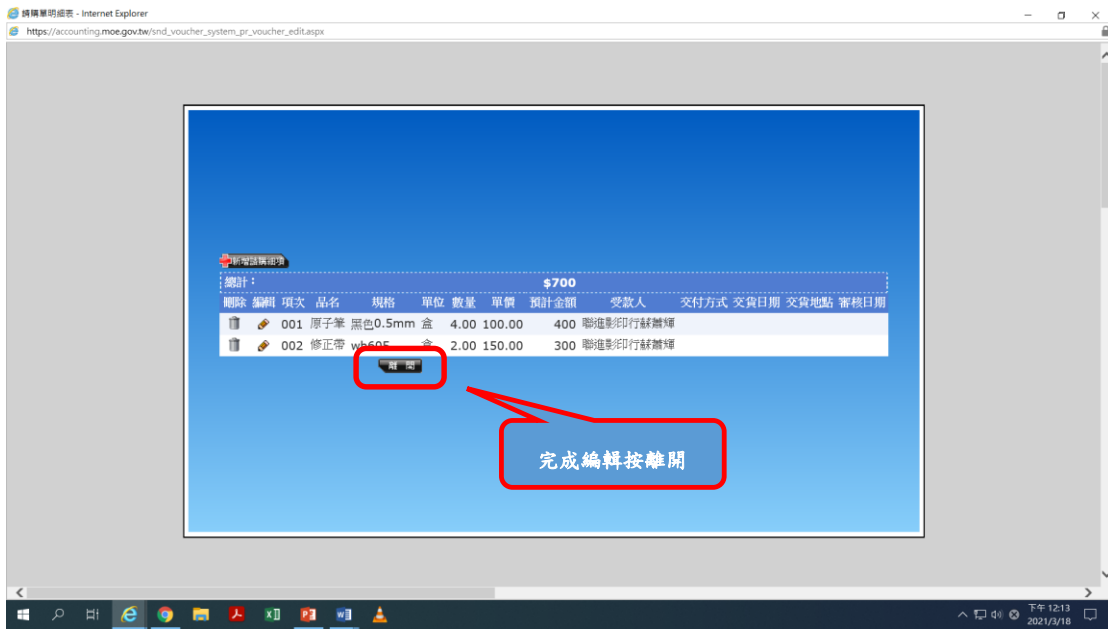 請購單明細表 - Internet Explorer
https://accounting.moe.gov.tw/snd_voucher_system_pr_voucher_edit.aspx
新增請購細項
總計： $700
刪除 編輯 項次 品名 規格 單位 數量 單價 預計金額 受款人 交付方式 交貨日期 交貨地點 審核日期
001 原子筆 黑色0.5mm 盒 4.00 100.00 400 聯進影印行蘇蕭輝
002 修正帶 wb605 盒 2.00 150.00 300 聯進影印行蘇蕭輝
離 開
完成編輯按離開
下午 12:13
2021/3/18